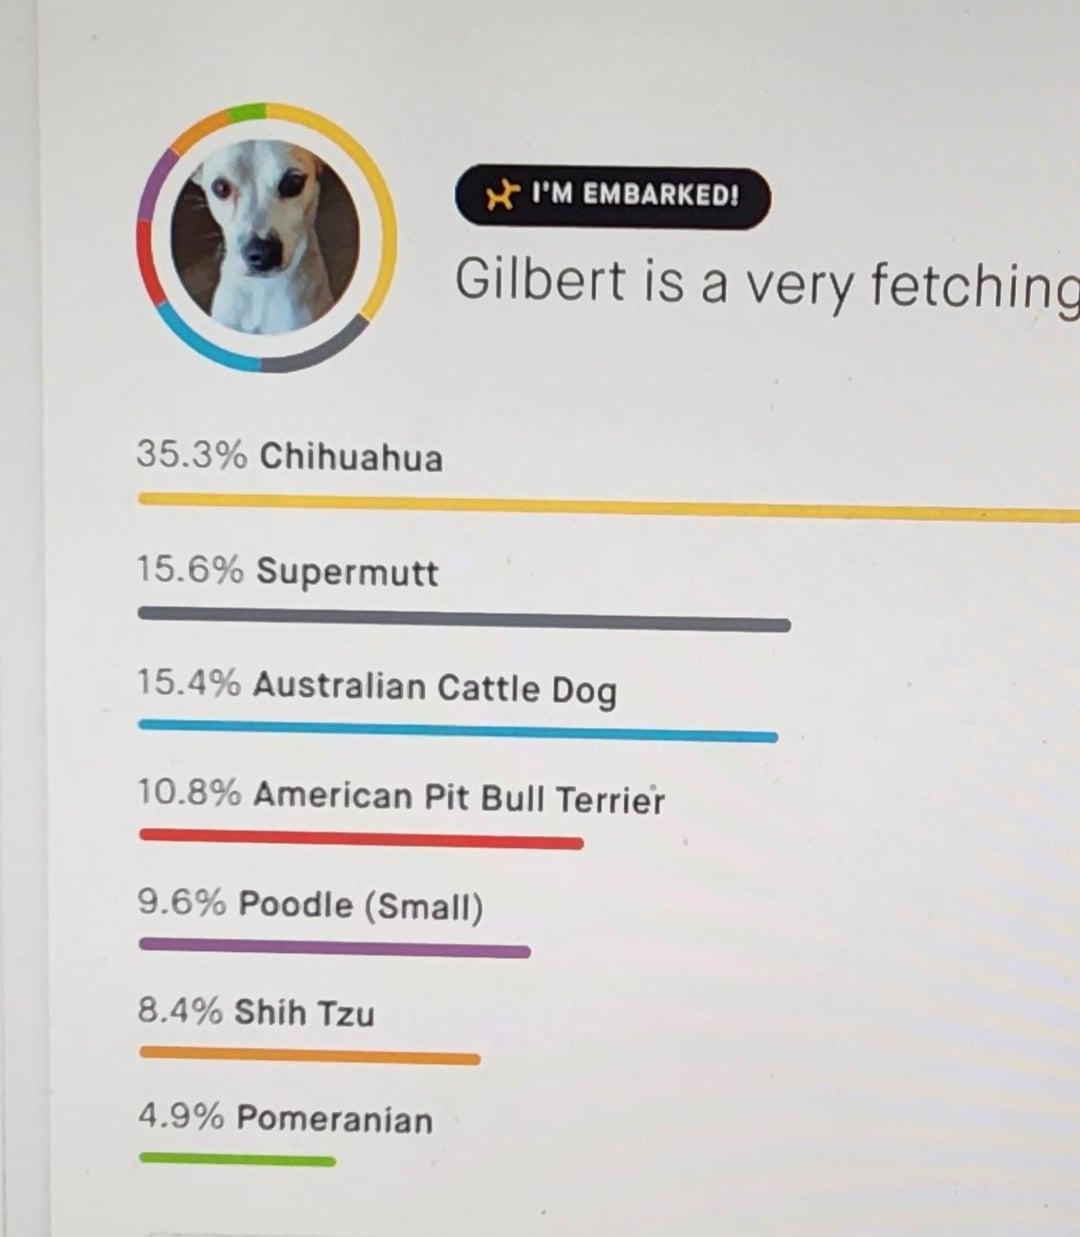 I'M EMBARKED!
Gilbert is a very fetching
35.3% Chihuahua
15.6% Supermutt
15.4% Australian Cattle Dog
10.8% American Pit Bull Terrier
9.6% Poodle (Small)
8.4% Shih Tzu
4.9% Pomeranian